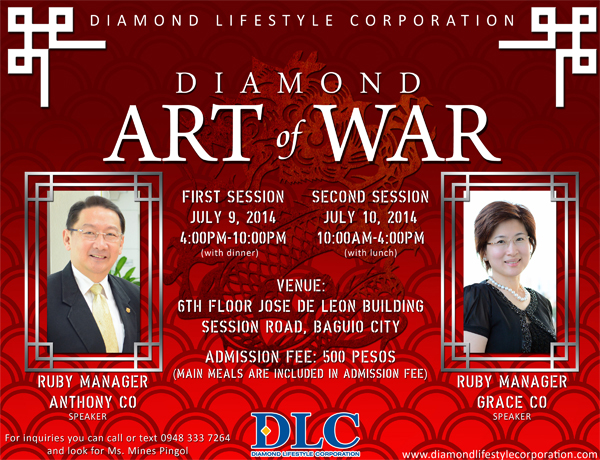 DIAMOND LIFESTYLE CORPORATION
DIAMOND
ART of WAR
FIRST SESSION
JULY 9, 2014
4:00PM-10:00PM
(with dinner)
SECOND SESSION
JULY 10, 2014
10:00AM-4:00PM
(with lunch)
VENUE:
6TH FLOOR JOSE DE LEON BUILDING
SESSION ROAD, BAGUIO CITY
ADMISSION FEE: 500 PESOS
(MAIN MEALS ARE INCLUDED IN ADMISSION FEE)
RUBY MANAGER
ANTHONY CO
SPEAKER
RUBY MANAGER
GRACE CO
SPEAKER
For inquiries you can call or text 0948 333 7264
and look for Ms. Mines Pingol
DLC
DIAMOND LIFESTYLE CORPORATION
www.diamondlifestylecorporation.com